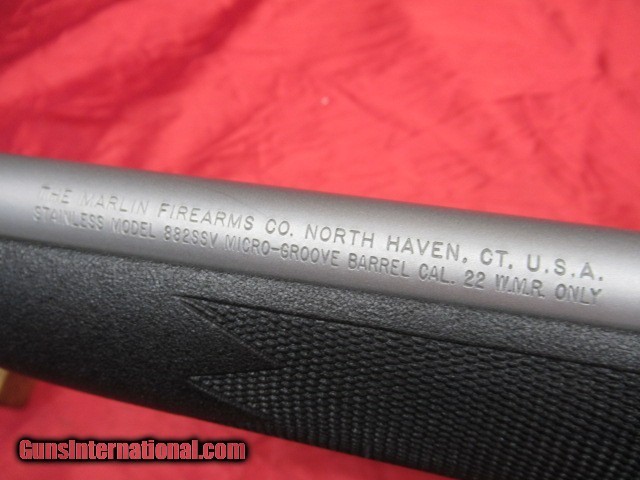 THE MARLIN FIREARMS CO. NORTH HAVEN, CT. U.S.A.
STAINLESS MODEL 882SSV MICRO-GROOVE BARREL CAL. 22 W.M.R. ONLY
GunsInternational.com